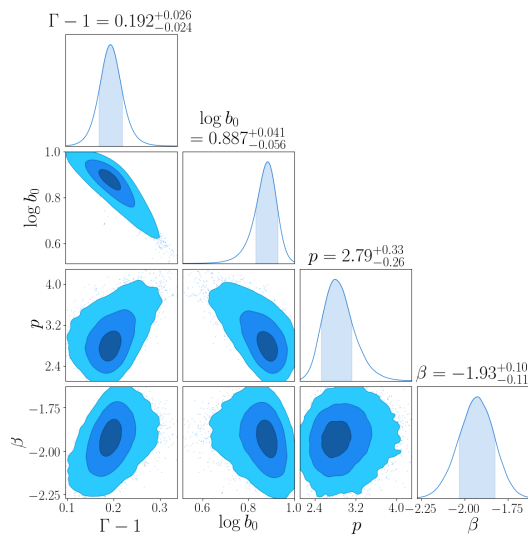 Γ − 1 = 0.192^{+0.026}_{−0.024}
log b₀
= 0.887^{+0.041}_{−0.056}
p = 2.79^{+0.33}_{−0.26}
β = −1.93^{+0.10}_{−0.11}
1.0
0.8
0.6
log b₀
4.0
3.2
2.4
p
−1.75
−2.00
−2.25
β
0.1 0.2 0.3 0.6 0.8 1.0 2.4 3.2 4.0 −2.25 −2.00 −1.75
Γ − 1 log b₀ p β